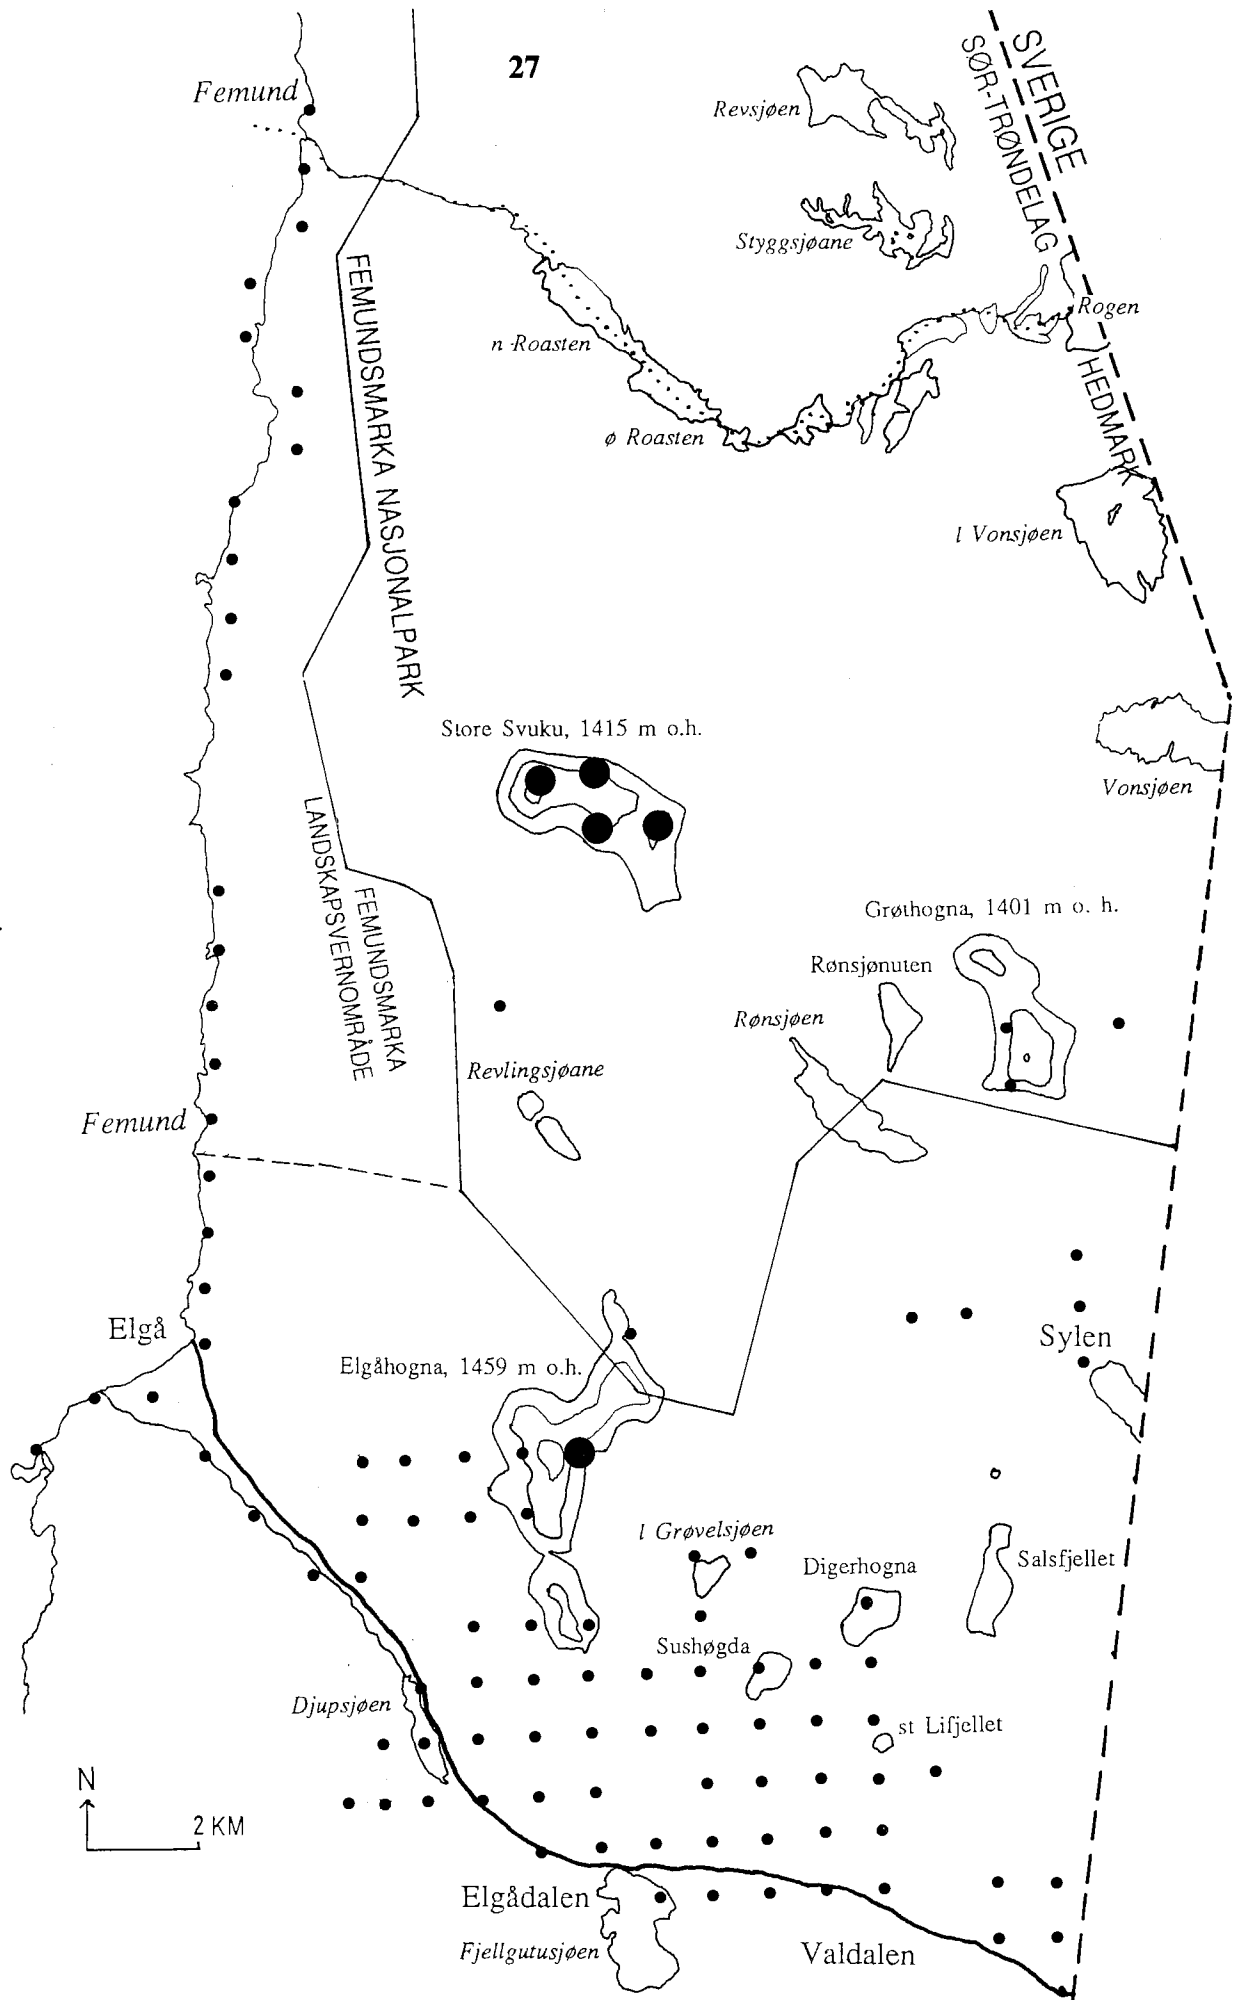 27
SVERIGE
SØR-TRØNDELAG
Femund
Revsjøen
Styggsjøane
Rogen
n Roasten
HEDMARK
ø Roasten
FEMUNDSMARKA NASJONALPARK
l Vonsjøen
Store Svuku, 1415 m o.h.
Vonsjøen
LANDSKAPSVERNOMRÅDE
FEMUNDSMARKA
Grøthogna, 1401 m o. h.
Rønsjønuten
Rønsjøen
Revlingsjøane
Femund
Elgå
Sylen
Elgåhogna, 1459 m o.h.
l Grøvelsjøen
Digerhogna
Salsfjellet
Sushøgda
Djupsjøen
st Lifjellet
N
2 KM
Elgådalen
Fjellgutusjøen
Valdalen